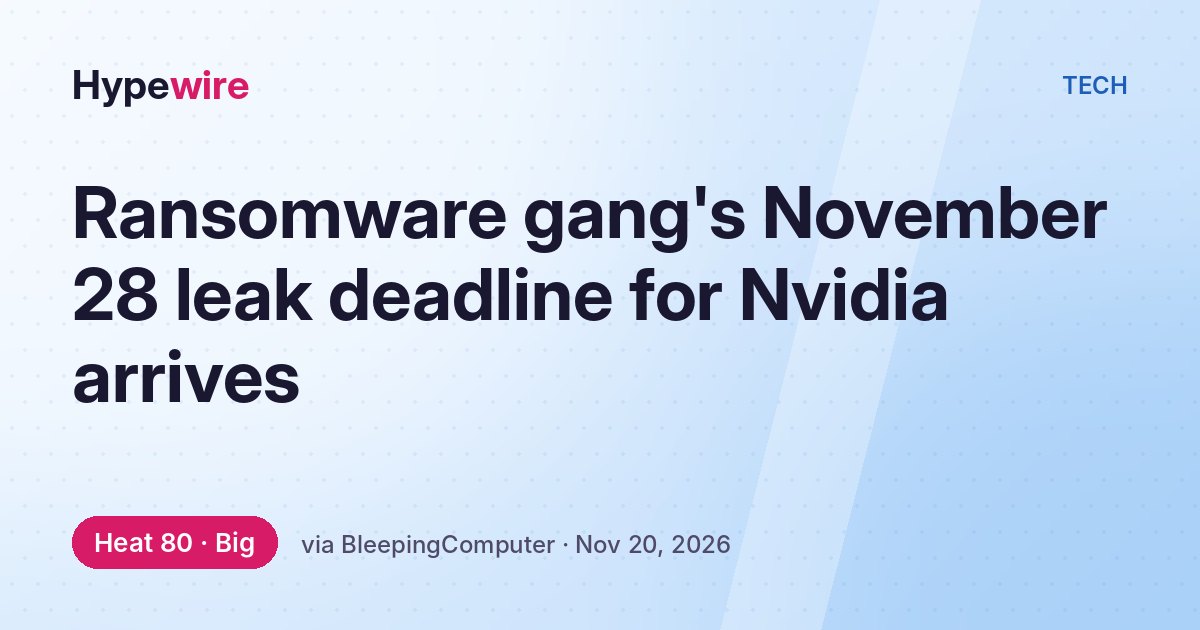 Hypewire
TECH
Ransomware gang's November
28 leak deadline for Nvidia
arrives
Heat 80 · Big
via BleepingComputer · Nov 20, 2026